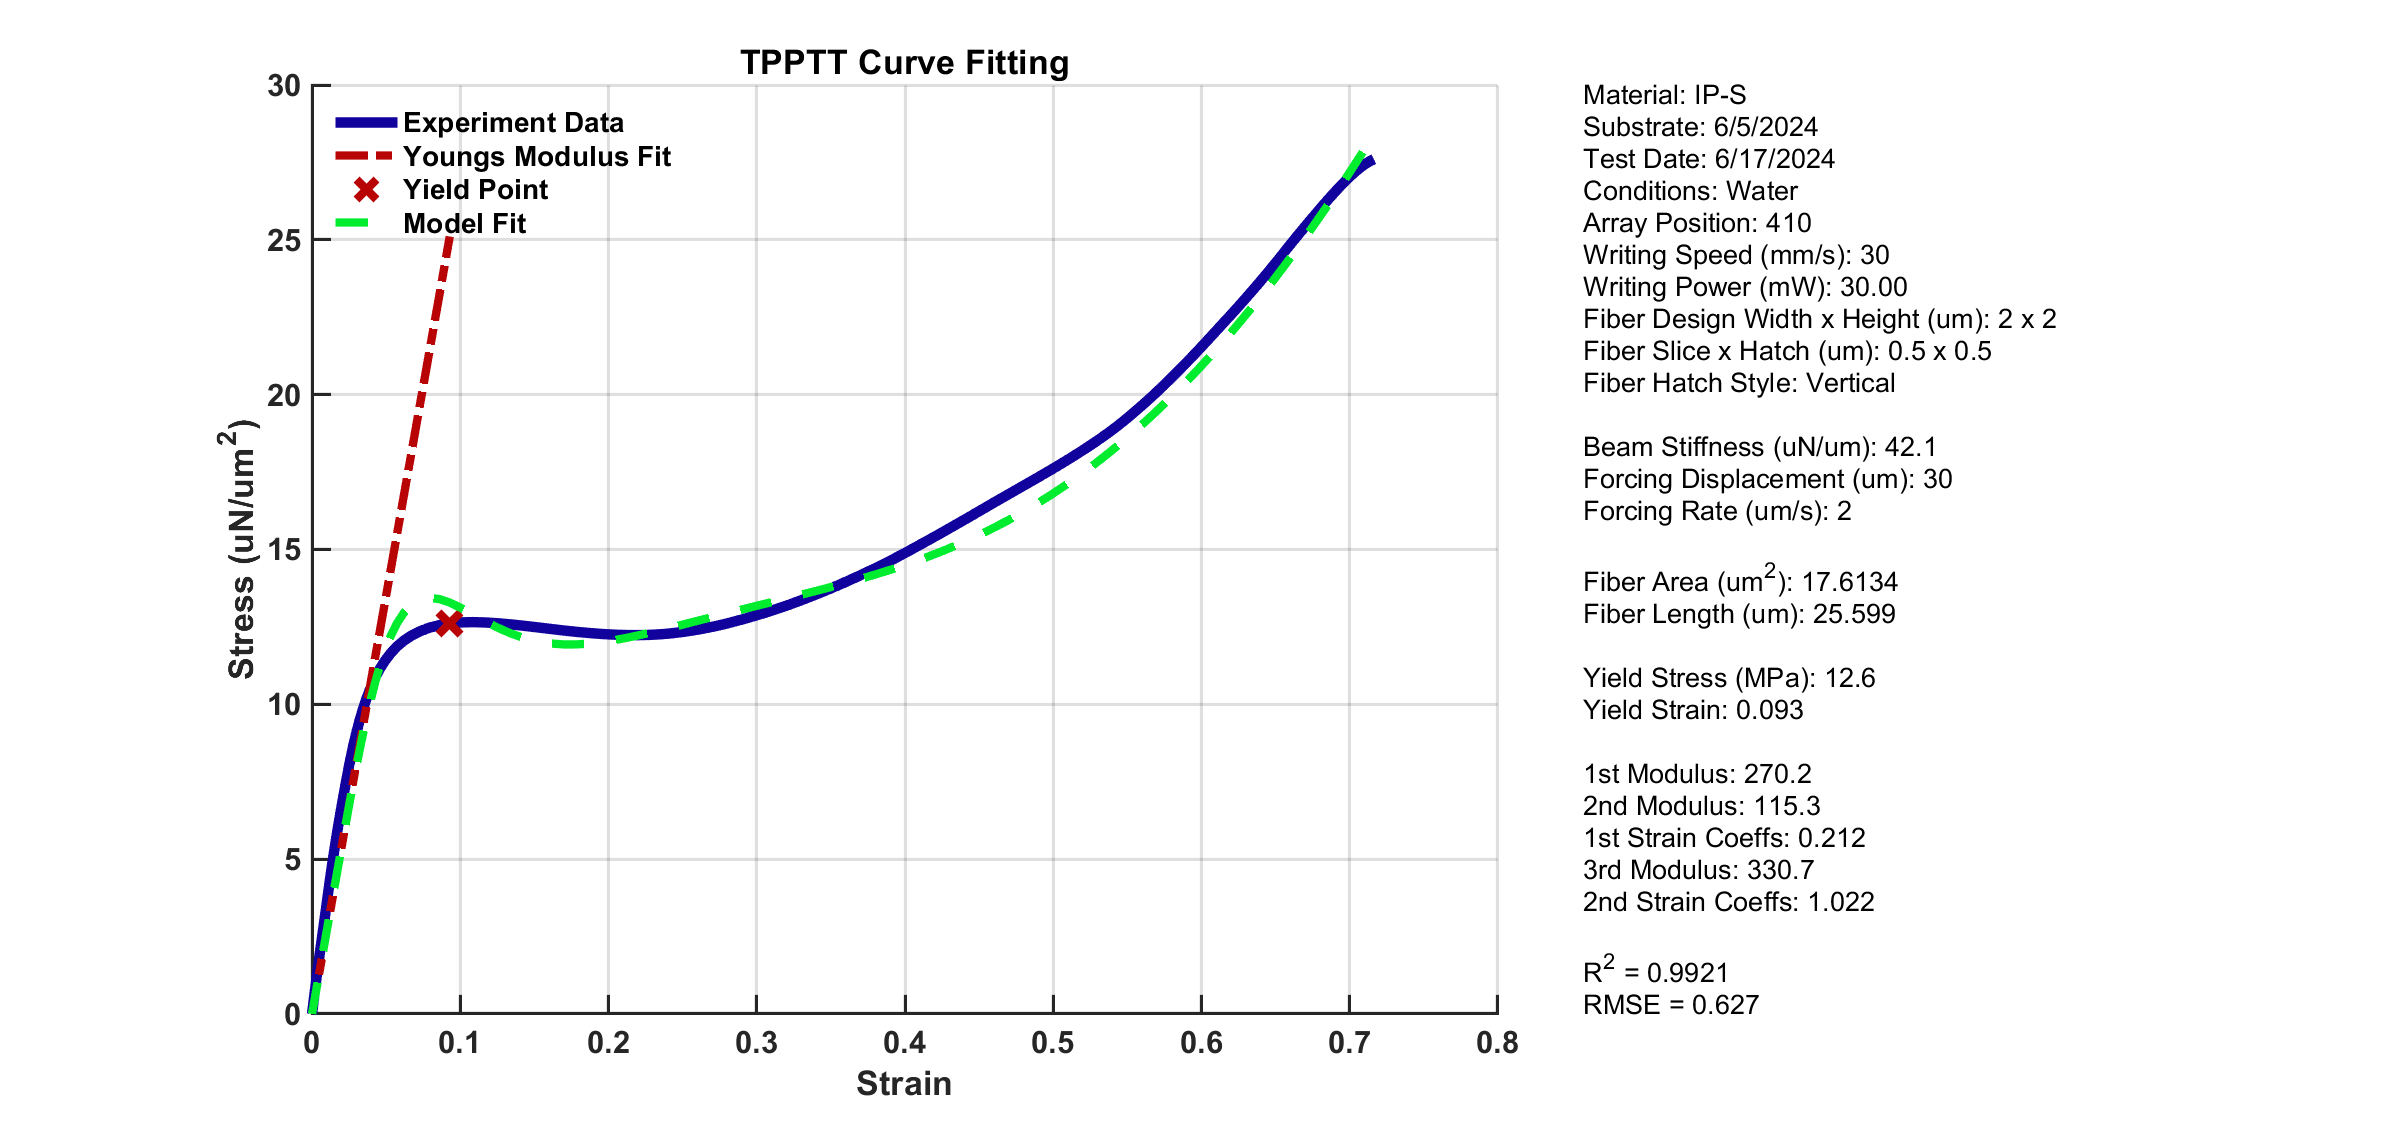 TPPTT Curve Fitting
30
25
20
15
10
5
0
Stress (uN/um²)
Experiment Data
Youngs Modulus Fit
Yield Point
Model Fit
0 0.1 0.2 0.3 0.4 0.5 0.6 0.7 0.8
Strain
Material: IP-S
Substrate: 6/5/2024
Test Date: 6/17/2024
Conditions: Water
Array Position: 410
Writing Speed (mm/s): 30
Writing Power (mW): 30.00
Fiber Design Width x Height (um): 2 x 2
Fiber Slice x Hatch (um): 0.5 x 0.5
Fiber Hatch Style: Vertical
Beam Stiffness (uN/um): 42.1
Forcing Displacement (um): 30
Forcing Rate (um/s): 2
Fiber Area (um²): 17.6134
Fiber Length (um): 25.599
Yield Stress (MPa): 12.6
Yield Strain: 0.093
1st Modulus: 270.2
2nd Modulus: 115.3
1st Strain Coeffs: 0.212
3rd Modulus: 330.7
2nd Strain Coeffs: 1.022
R² = 0.9921
RMSE = 0.627